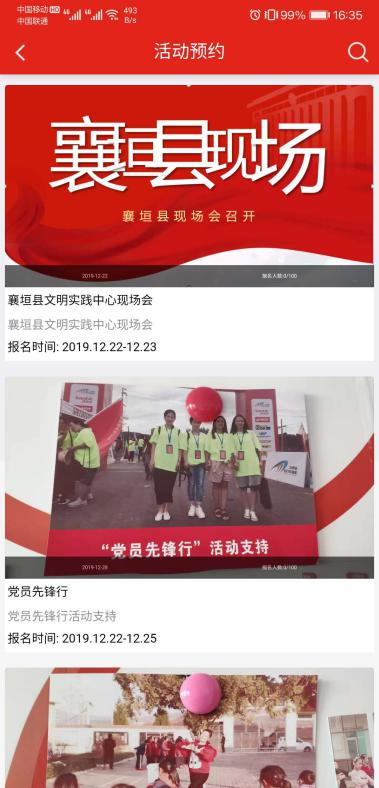 中国移动HD
中国联通
493
B/s
99%
16:35
活动预约
襄垣县现场
襄垣县现场会召开
2019-12-22
报名人数:0/100
襄垣县文明实践中心现场会
襄垣县文明实践中心现场会
报名时间: 2019.12.22-12.23
“党员先锋行”活动支持
2019-12-28
报名人数:0/100
党员先锋行
党员先锋行活动支持
报名时间: 2019.12.22-12.25